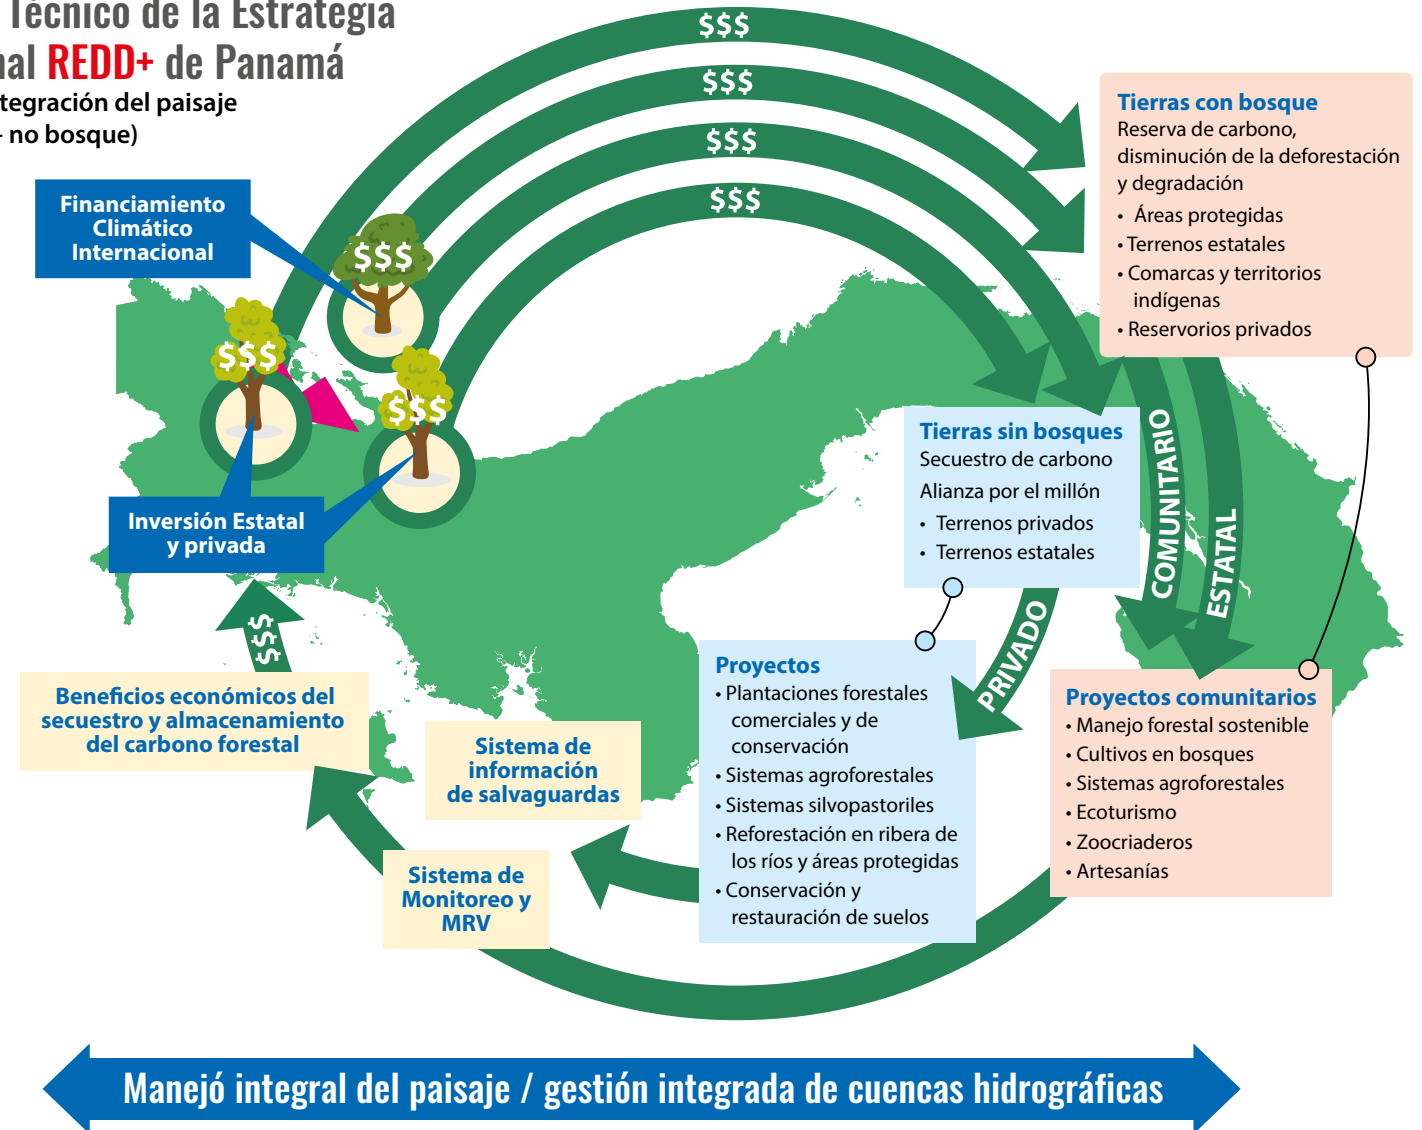 Técnico de la Estrategia
nal REDD+ de Panamá
ntegración del paisaje
- no bosque)
$$$
$$$
$$$
$$$
Financiamiento
Climático
Internacional
$$$
$$$
$$$
Inversión Estatal
y privada
Tierras con bosque
Reserva de carbono,
disminución de la deforestación
y degradación
• Áreas protegidas
• Terrenos estatales
• Comarcas y territorios
indígenas
• Reservorios privados
Tierras sin bosques
Secuestro de carbono
Alianza por el millón
• Terrenos privados
• Terrenos estatales
COMUNITARIO
ESTATAL
PRIVADO
Proyectos
• Plantaciones forestales
comerciales y de
conservación
• Sistemas agroforestales
• Sistemas silvopastoriles
• Reforestación en ribera de
los ríos y áreas protegidas
• Conservación y
restauración de suelos
Proyectos comunitarios
• Manejo forestal sostenible
• Cultivos en bosques
• Sistemas agroforestales
• Ecoturismo
• Zoocriaderos
• Artesanías
$$$
Beneficios económicos del
secuestro y almacenamiento
del carbono forestal
Sistema de
información
de salvaguardas
Sistema de
Monitoreo y
MRV
Manejó integral del paisaje / gestión integrada de cuencas hidrográficas